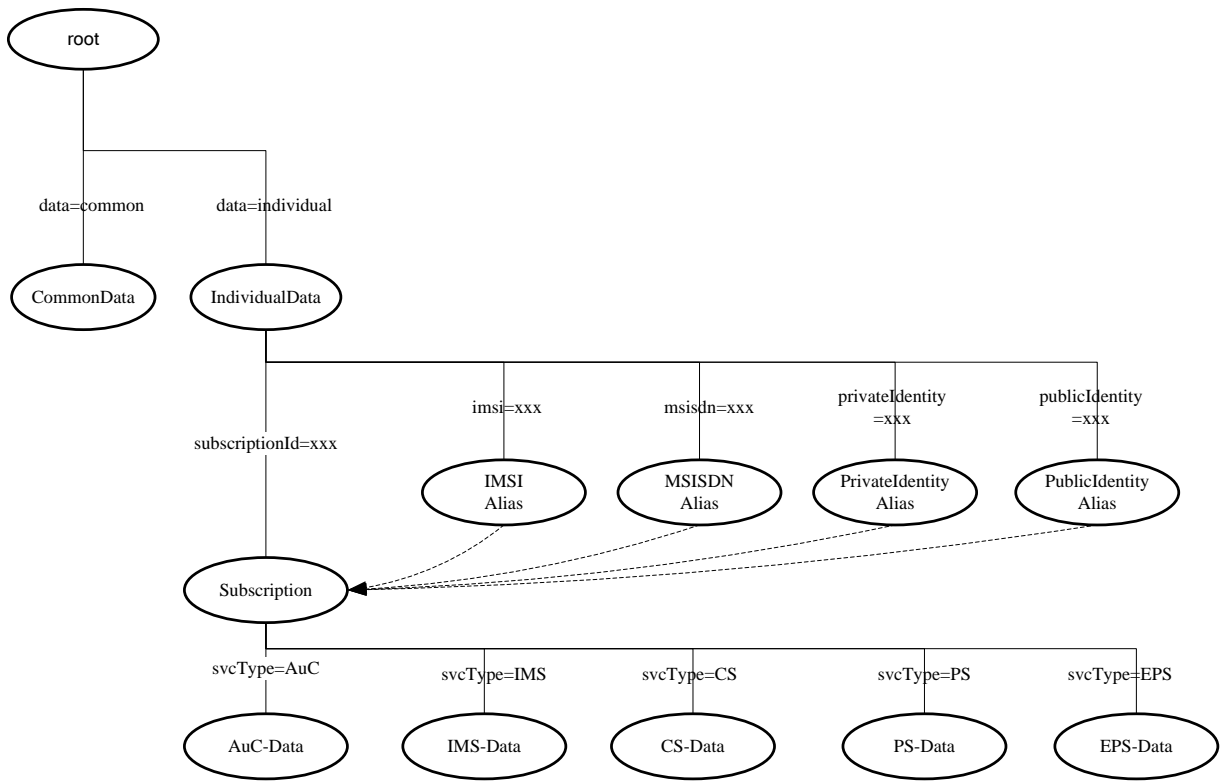 root
data=common
data=individual
CommonData
IndividualData
imsi=xxx
msisdn=xxx
privateIdentity
=xxx
publicIdentity
=xxx
subscriptionId=xxx
IMSI
Alias
MSISDN
Alias
PrivateIdentity
Alias
PublicIdentity
Alias
Subscription
svcType=AuC
svcType=IMS
svcType=CS
svcType=PS
svcType=EPS
AuC-Data
IMS-Data
CS-Data
PS-Data
EPS-Data